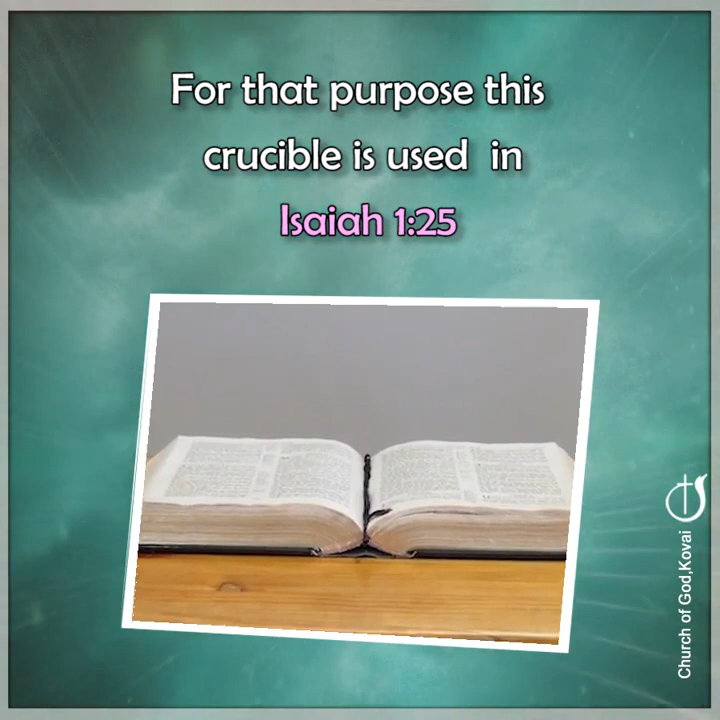 For that purpose this
crucible is used  in
Isaiah 1:25
Church of God,Kovai